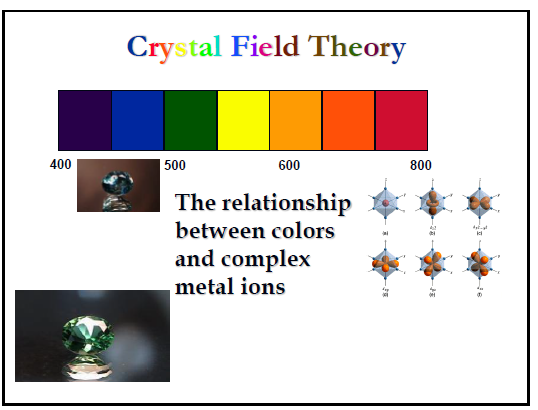 Crystal Field Theory
400 500 600 800
The relationship
between colors
and complex
metal ions
(a) (b) (c)
(d) (e) (f)